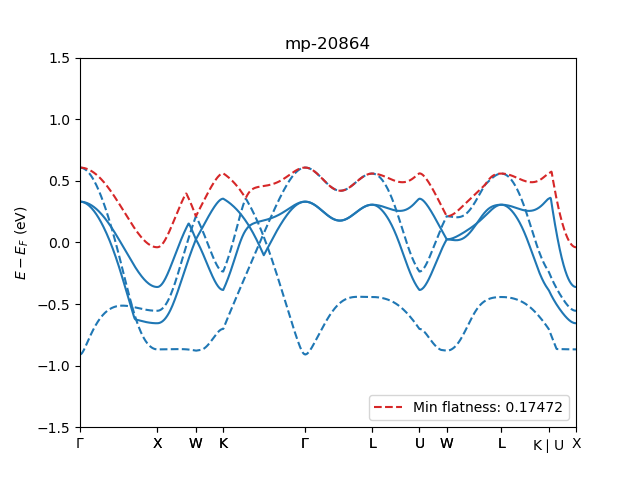 mp-20864
1.5
1.0
0.5
0.0
−0.5
−1.0
−1.5
E − E_F (eV)
Min flatness: 0.17472
Γ X W K Γ L U W L K | U X